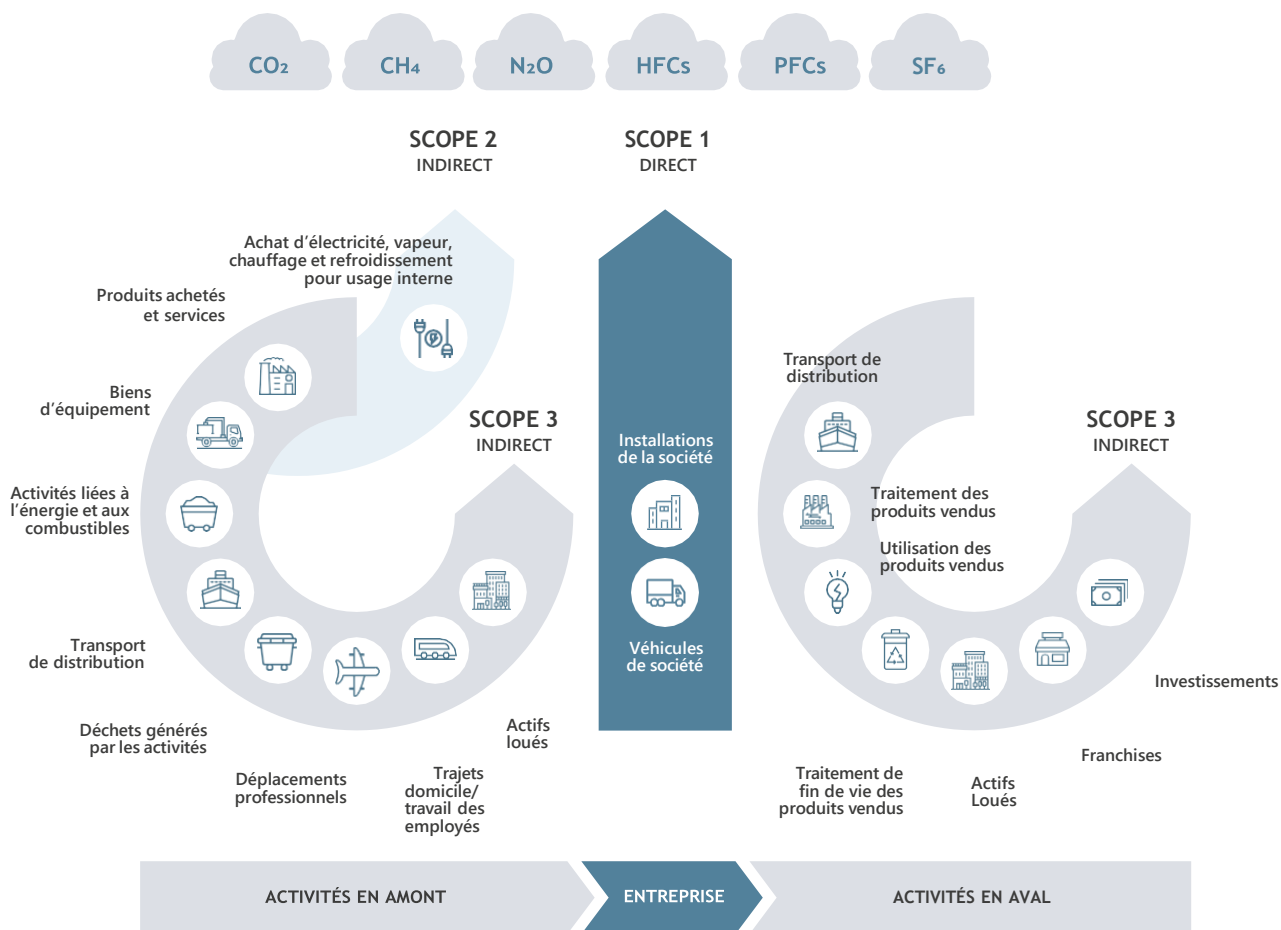 CO₂
CH₄
N₂O
HFCs
PFCs
SF₆
SCOPE 2
INDIRECT
SCOPE 1
DIRECT
Achat d’électricité, vapeur,
chauffage et refroidissement
pour usage interne
Produits achetés
et services
Biens
d’équipement
Activités liées à
l’énergie et aux
combustibles
Transport
de distribution
Déchets générés
par les activités
Déplacements
professionnels
Trajets
domicile/
travail des
employés
Actifs
loués
SCOPE 3
INDIRECT
Installations
de la société
Véhicules
de société
Transport de
distribution
Traitement des
produits vendus
Utilisation des
produits vendus
Traitement de
fin de vie des
produits vendus
Actifs
Loués
Franchises
Investissements
SCOPE 3
INDIRECT
ACTIVITÉS EN AMONT
ENTREPRISE
ACTIVITÉS EN AVAL